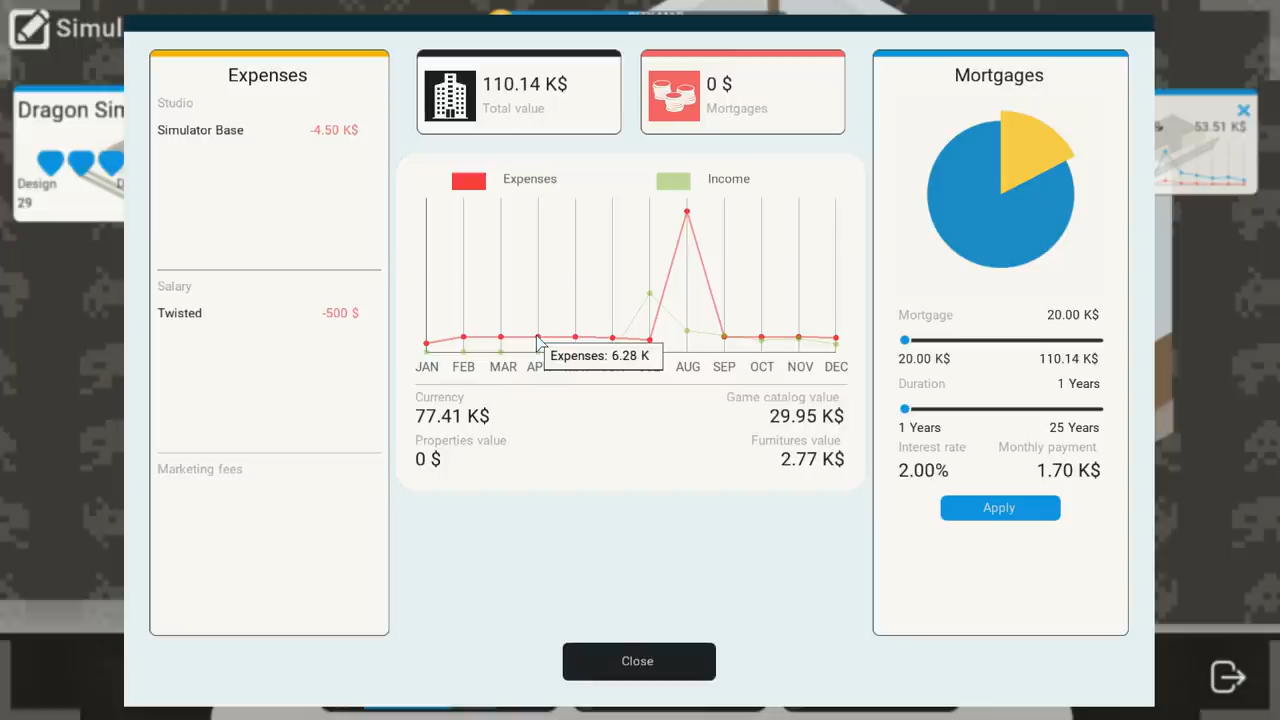 Simul
Dragon Sim
Design
29
53.51 K$
Expenses
Studio
Simulator Base
-4.50 K$
Salary
Twisted
-500 $
Marketing fees
110.14 K$
Total value
0 $
Mortgages
Expenses
Income
Expenses: 6.28 K
JAN FEB MAR AUG SEP OCT NOV DEC
Currency
Game catalog value
77.41 K$
29.95 K$
Properties value
Furnitures value
0 $
2.77 K$
Mortgages
Mortgage
20.00 K$
20.00 K$
110.14 K$
Duration
1 Years
1 Years
25 Years
Interest rate
Monthly payment
2.00%
1.70 K$
Apply
Close